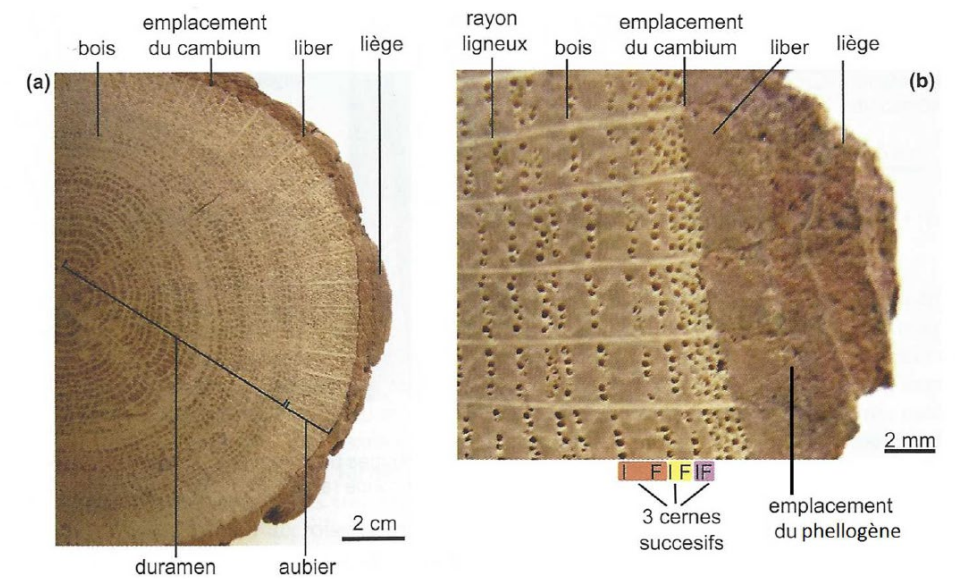 (a)
bois
emplacement
du cambium
liber
liège
2 cm
duramen
aubier
rayon
ligneux
bois
emplacement
du cambium
liber
liège
(b)
2 mm
I F I F IF
3 cernes
succesifs
emplacement
du phellogène